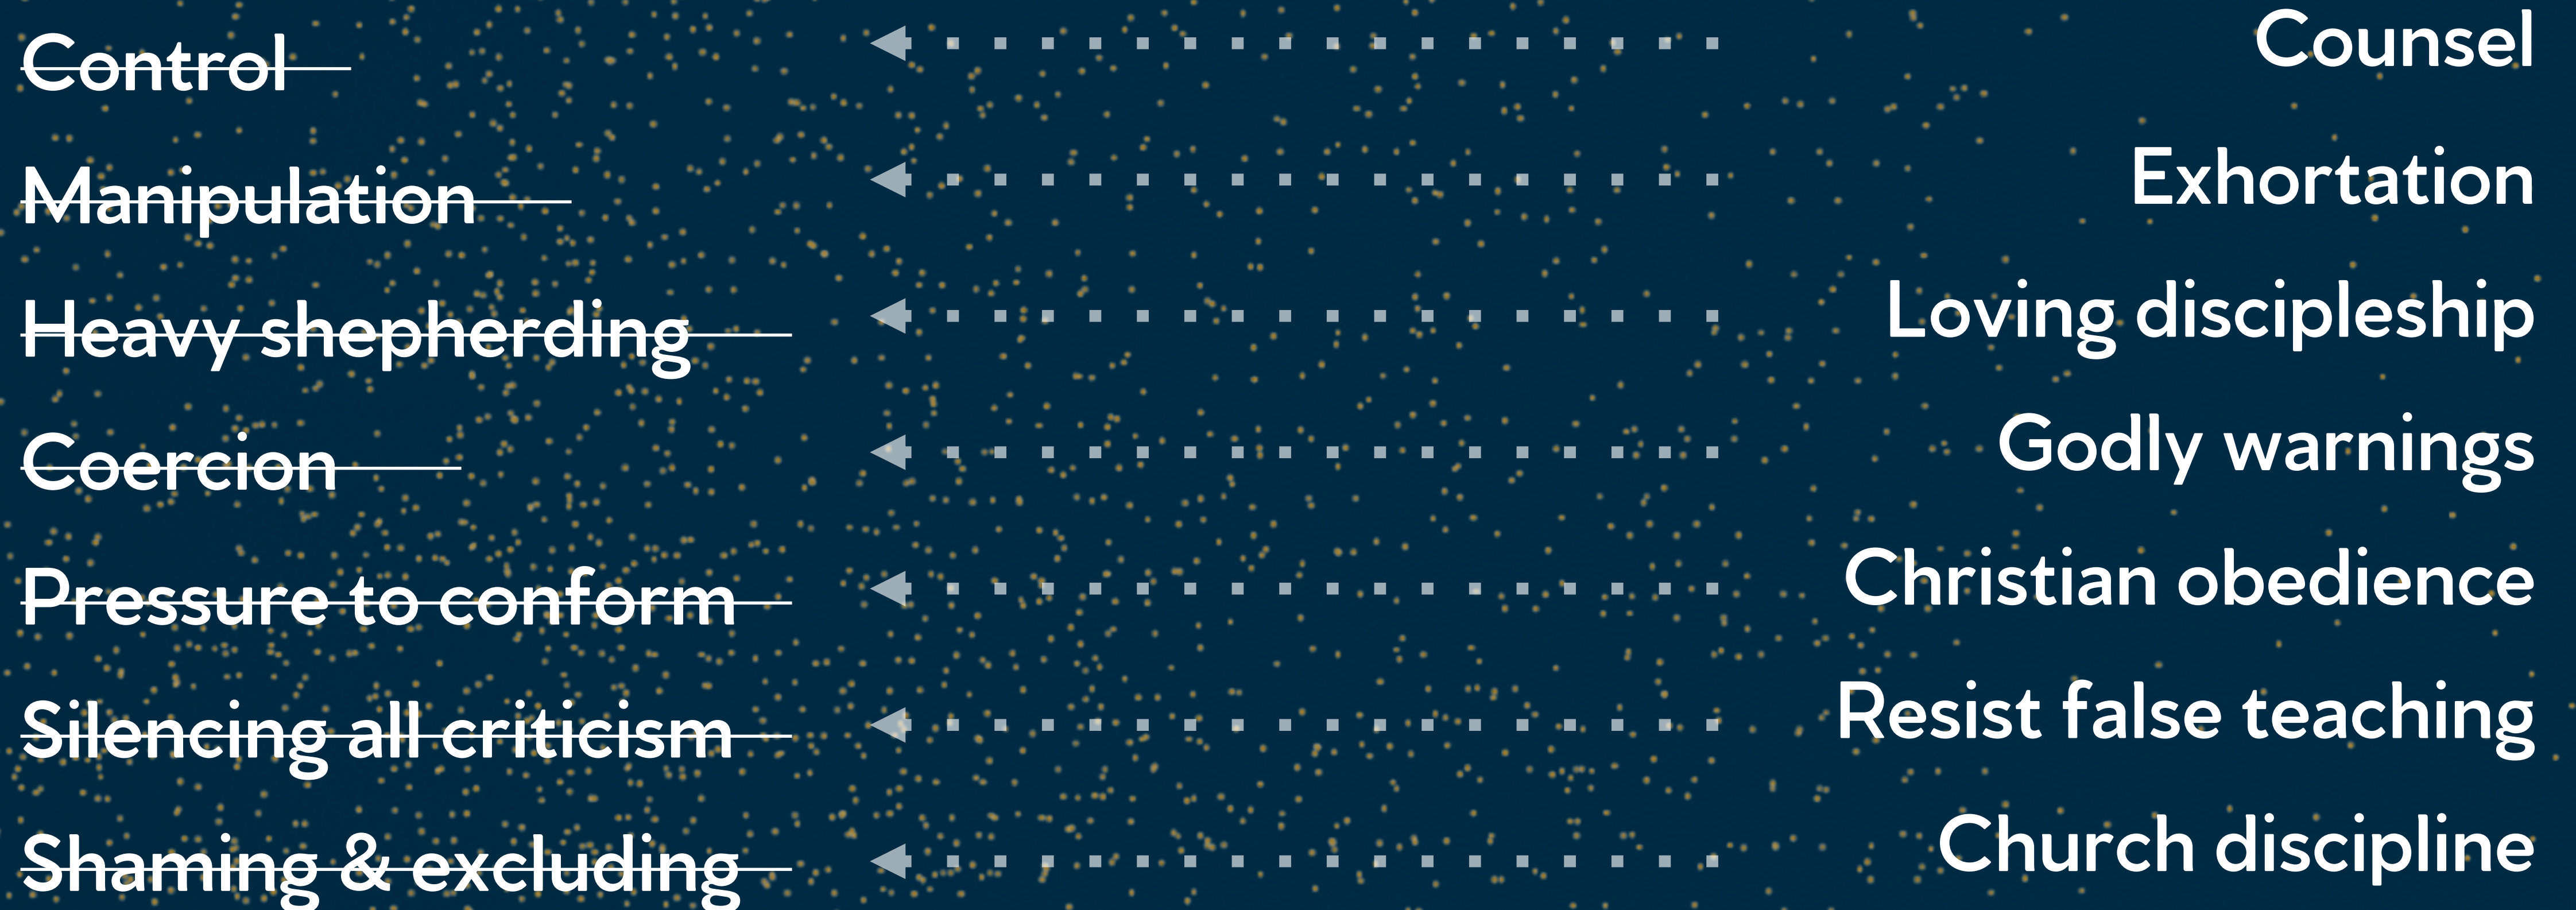 Control Counsel
Manipulation Exhortation
Heavy shepherding Loving discipleship
Coercion Godly warnings
Pressure to conform Christian obedience
Silencing all criticism Resist false teaching
Shaming & excluding Church discipline